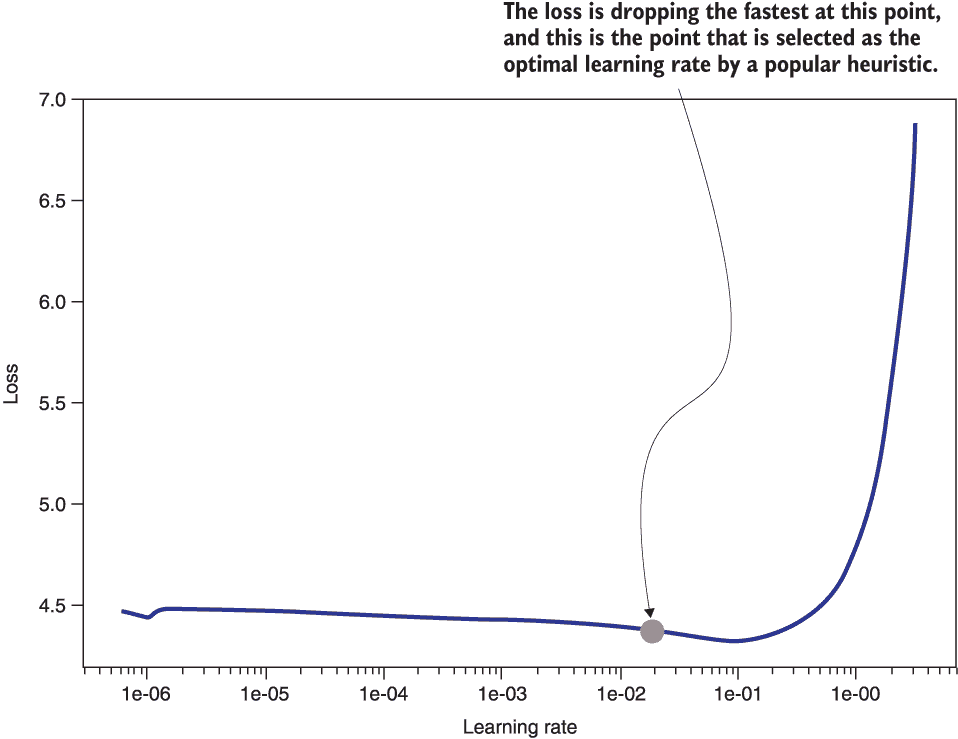 The loss is dropping the fastest at this point,
and this is the point that is selected as the
optimal learning rate by a popular heuristic.
7.0
6.5
6.0
5.5
5.0
4.5
Loss
1e-06
1e-05
1e-04
1e-03
1e-02
1e-01
1e-00
Learning rate